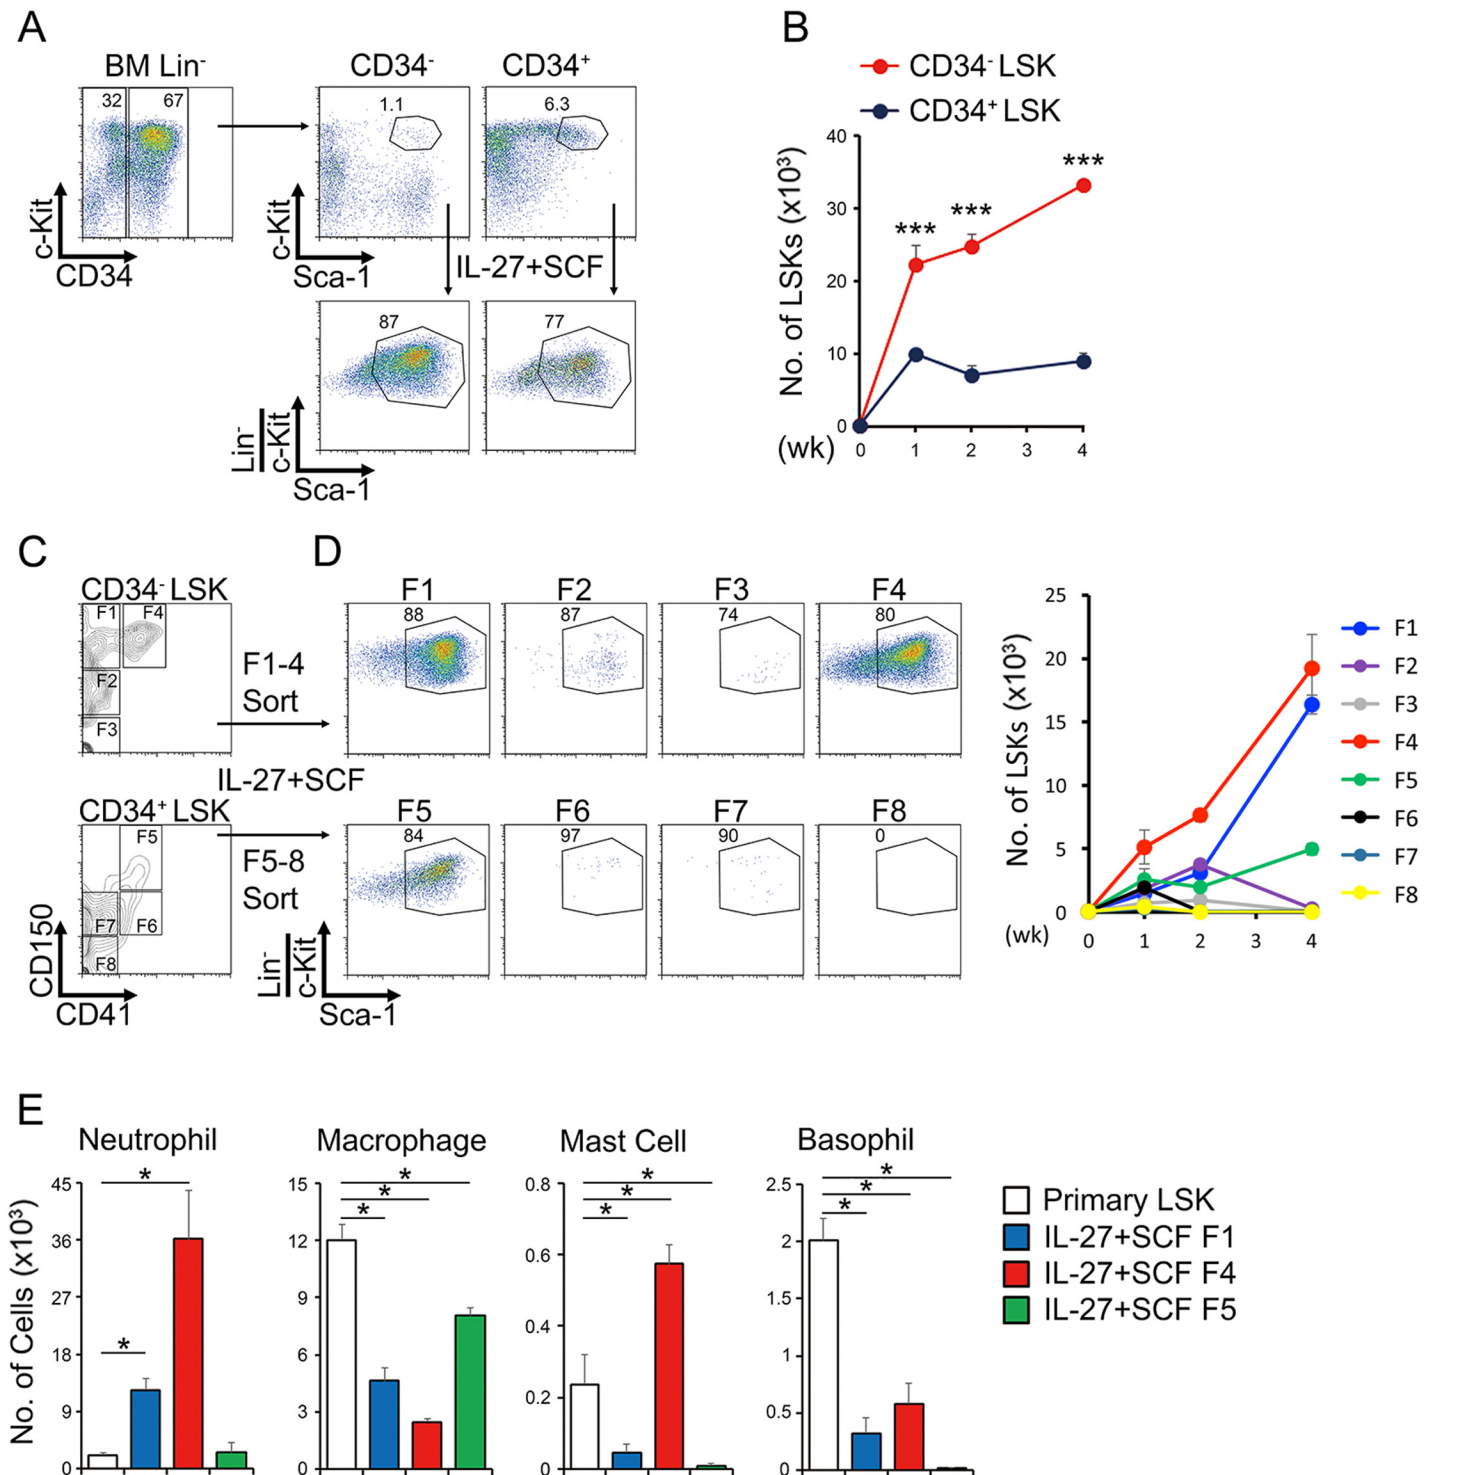 A
BM Lin-
CD34-
CD34+
32
67
1.1
6.3
c-Kit
CD34
c-Kit
Sca-1
IL-27+SCF
87
77
Lin-
c-Kit
Sca-1
B
CD34- LSK
CD34+ LSK
No. of LSKs (x10³)
40
30
20
10
0
***
***
***
(wk)
0 1 2 3 4
C
CD34- LSK
F1
F4
F2
F3
F1-4
Sort
IL-27+SCF
CD34+ LSK
F5
F7
F6
F8
F5-8
Sort
CD150
CD41
D
F1
F2
F3
F4
88
87
74
80
F5
F6
F7
F8
84
97
90
0
Lin-
c-Kit
Sca-1
No. of LSKs (x10³)
25
20
15
10
5
0
(wk)
0 1 2 3 4
F1
F2
F3
F4
F5
F6
F7
F8
E
No. of Cells (x10³)
Neutrophil
45
36
27
18
9
0
*
*
Macrophage
15
12
9
6
3
0
*
*
*
Mast Cell
0.8
0.6
0.4
0.2
0
*
*
*
Basophil
2.5
2
1.5
1
0.5
0
*
*
*
Primary LSK
IL-27+SCF F1
IL-27+SCF F4
IL-27+SCF F5